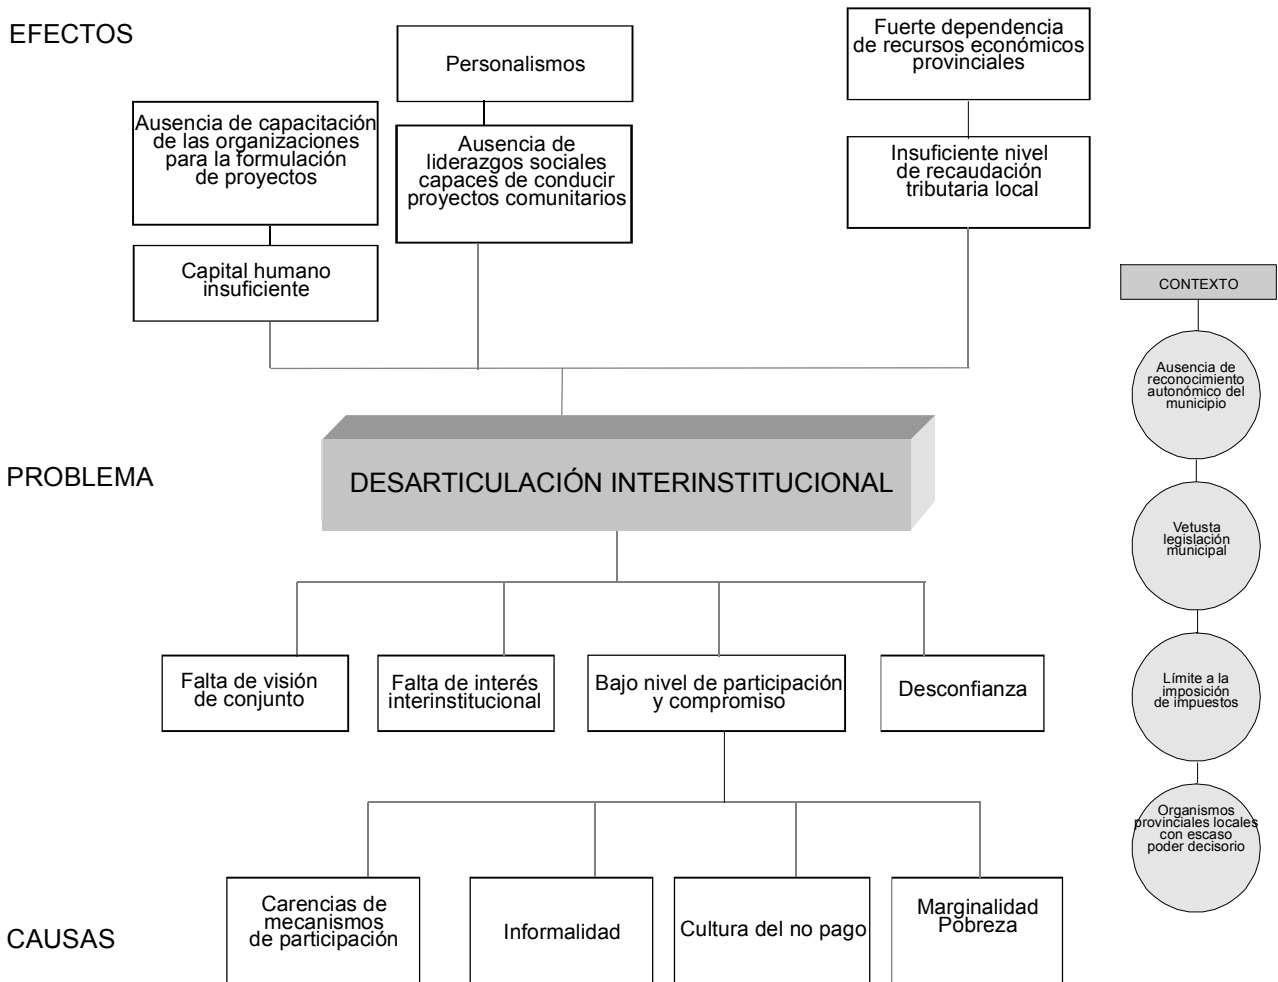 EFECTOS
Personalismos
Fuerte dependencia
de recursos económicos
provinciales
Ausencia de capacitación
de las organizaciones
para la formulación
de proyectos
Ausencia de
liderazgos sociales
capaces de conducir
proyectos comunitarios
Insuficiente nivel
de recaudación
tributaria local
Capital humano
insuficiente
CONTEXTO
Ausencia de
reconocimiento
autonómico del
municipio
PROBLEMA
DESARTICULACIÓN INTERINSTITUCIONAL
Vetusta
legislación
municipal
Falta de visión
de conjunto
Falta de interés
interinstitucional
Bajo nivel de participación
y compromiso
Desconfianza
Límite a la
imposición
de impuestos
Organismos
provinciales locales
con escaso
poder decisorio
CAUSAS
Carencias de
mecanismos
de participación
Informalidad
Cultura del no pago
Marginalidad
Pobreza